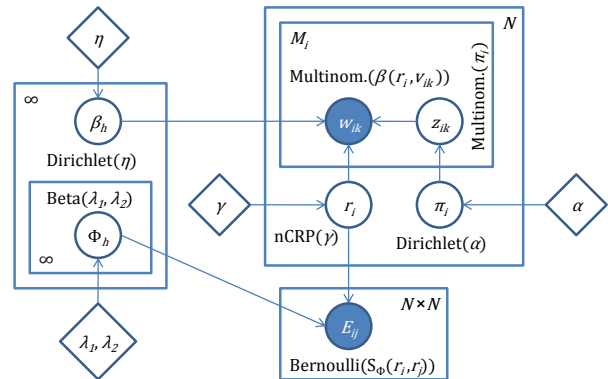 η
N
M_i
∞
Multinom.(β(r_i,v_ik))
Multinom.(π_i)
β_h
w_ik
z_ik
Dirichlet(η)
Beta(λ_1, λ_2)
γ
r_i
π_i
α
Φ_h
nCRP(γ)
Dirichlet(α)
∞
N×N
λ_1, λ_2
E_ij
Bernoulli(S_Φ(r_i,r_j))